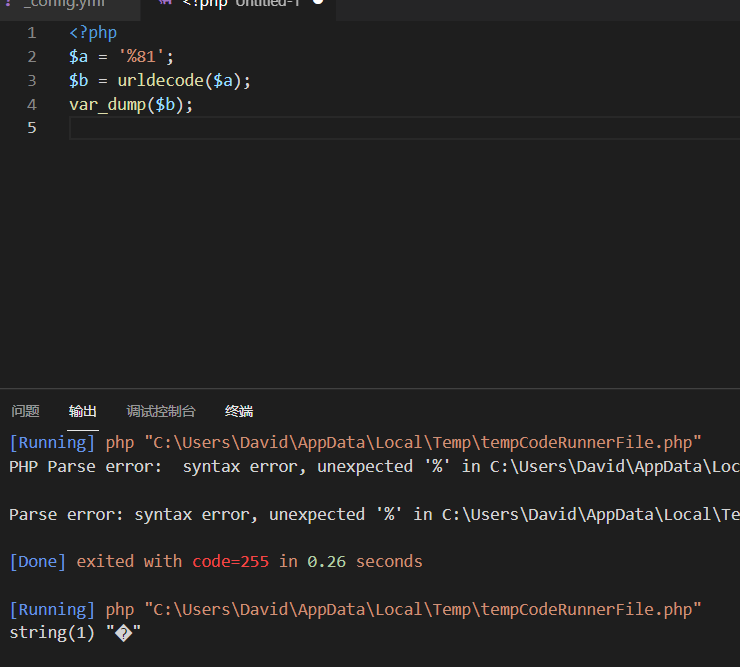 _config.yml <?php Untitled-1
1 <?php
2 $a = '%81';
3 $b = urldecode($a);
4 var_dump($b);
5
问题 输出 调试控制台 终端
[Running] php "C:\Users\David\AppData\Local\Temp\tempCodeRunnerFile.php"
PHP Parse error:  syntax error, unexpected '%' in C:\Users\David\AppData\Loc
Parse error: syntax error, unexpected '%' in C:\Users\David\AppData\Local\Te
[Done] exited with code=255 in 0.26 seconds
[Running] php "C:\Users\David\AppData\Local\Temp\tempCodeRunnerFile.php"
string(1) "�"